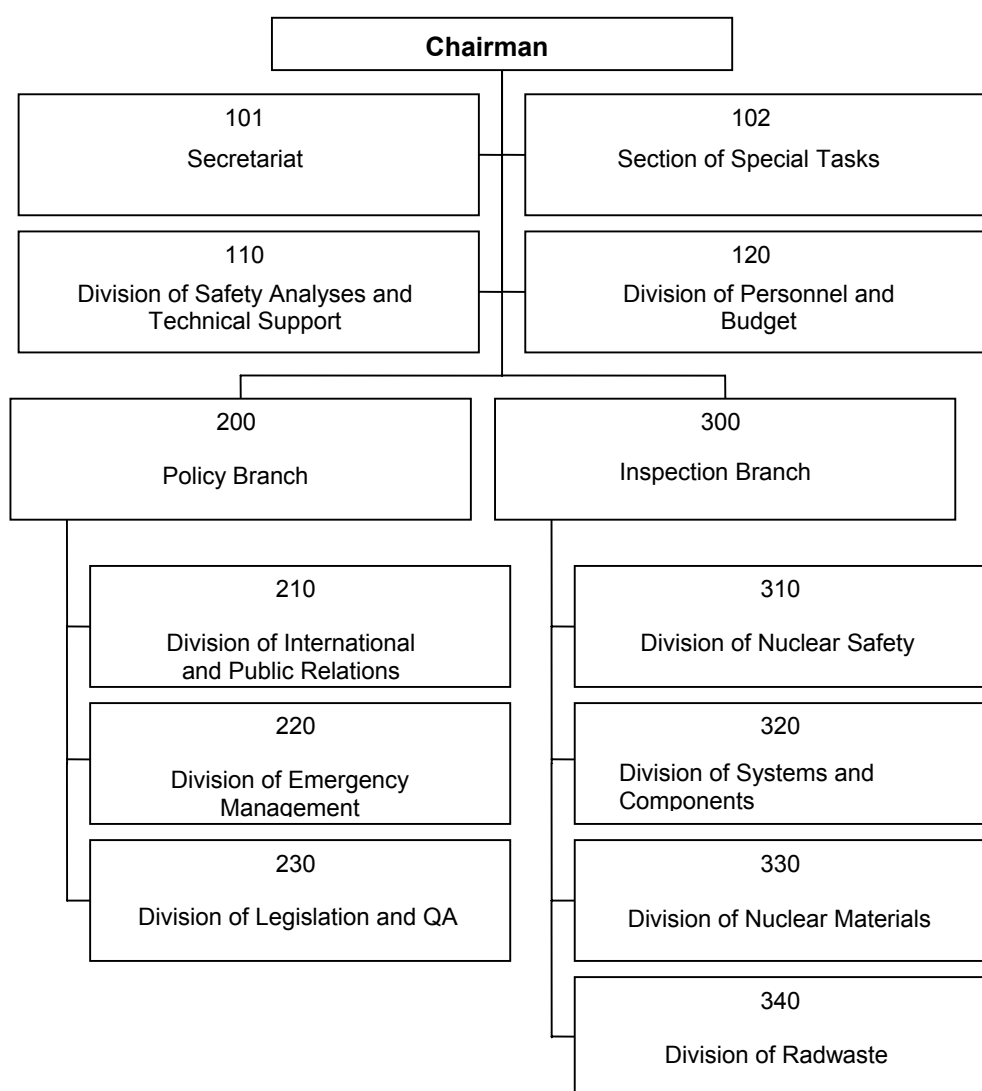 Chairman
101
Secretariat
102
Section of Special Tasks
110
Division of Safety Analyses and
Technical Support
120
Division of Personnel and
Budget
200
Policy Branch
300
Inspection Branch
210
Division of International
and Public Relations
220
Division of Emergency
Management
230
Division of Legislation and QA
310
Division of Nuclear Safety
320
Division of Systems and
Components
330
Division of Nuclear Materials
340
Division of Radwaste